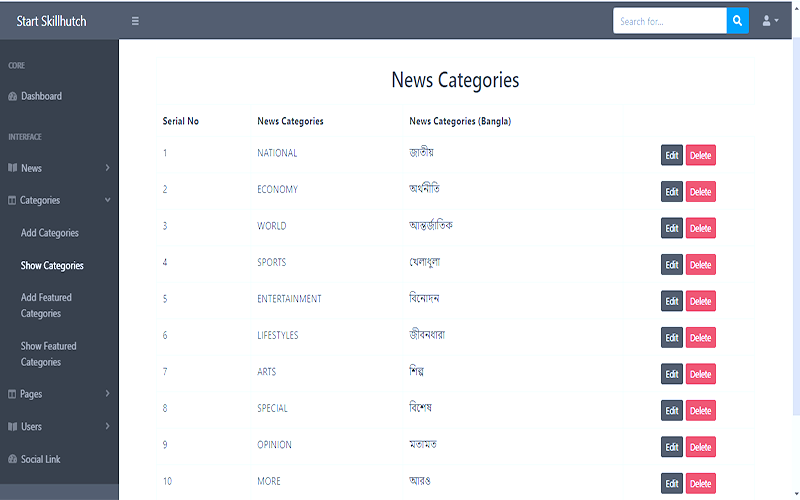 Start Skillhutch
Search for...
CORE
Dashboard
INTERFACE
News
Categories
Add Categories
Show Categories
Add Featured
Categories
Show Featured
Categories
Pages
Users
Social Link
News Categories
Serial No News Categories News Categories (Bangla)
1 NATIONAL জাতীয় Edit Delete
2 ECONOMY অর্থনীতি Edit Delete
3 WORLD আন্তর্জাতিক Edit Delete
4 SPORTS খেলাধূলা Edit Delete
5 ENTERTAINMENT বিনোদন Edit Delete
6 LIFESTYLES জীবনধারা Edit Delete
7 ARTS শিল্প Edit Delete
8 SPECIAL বিশেষ Edit Delete
9 OPINION মতামত Edit Delete
10 MORE আরও Edit Delete